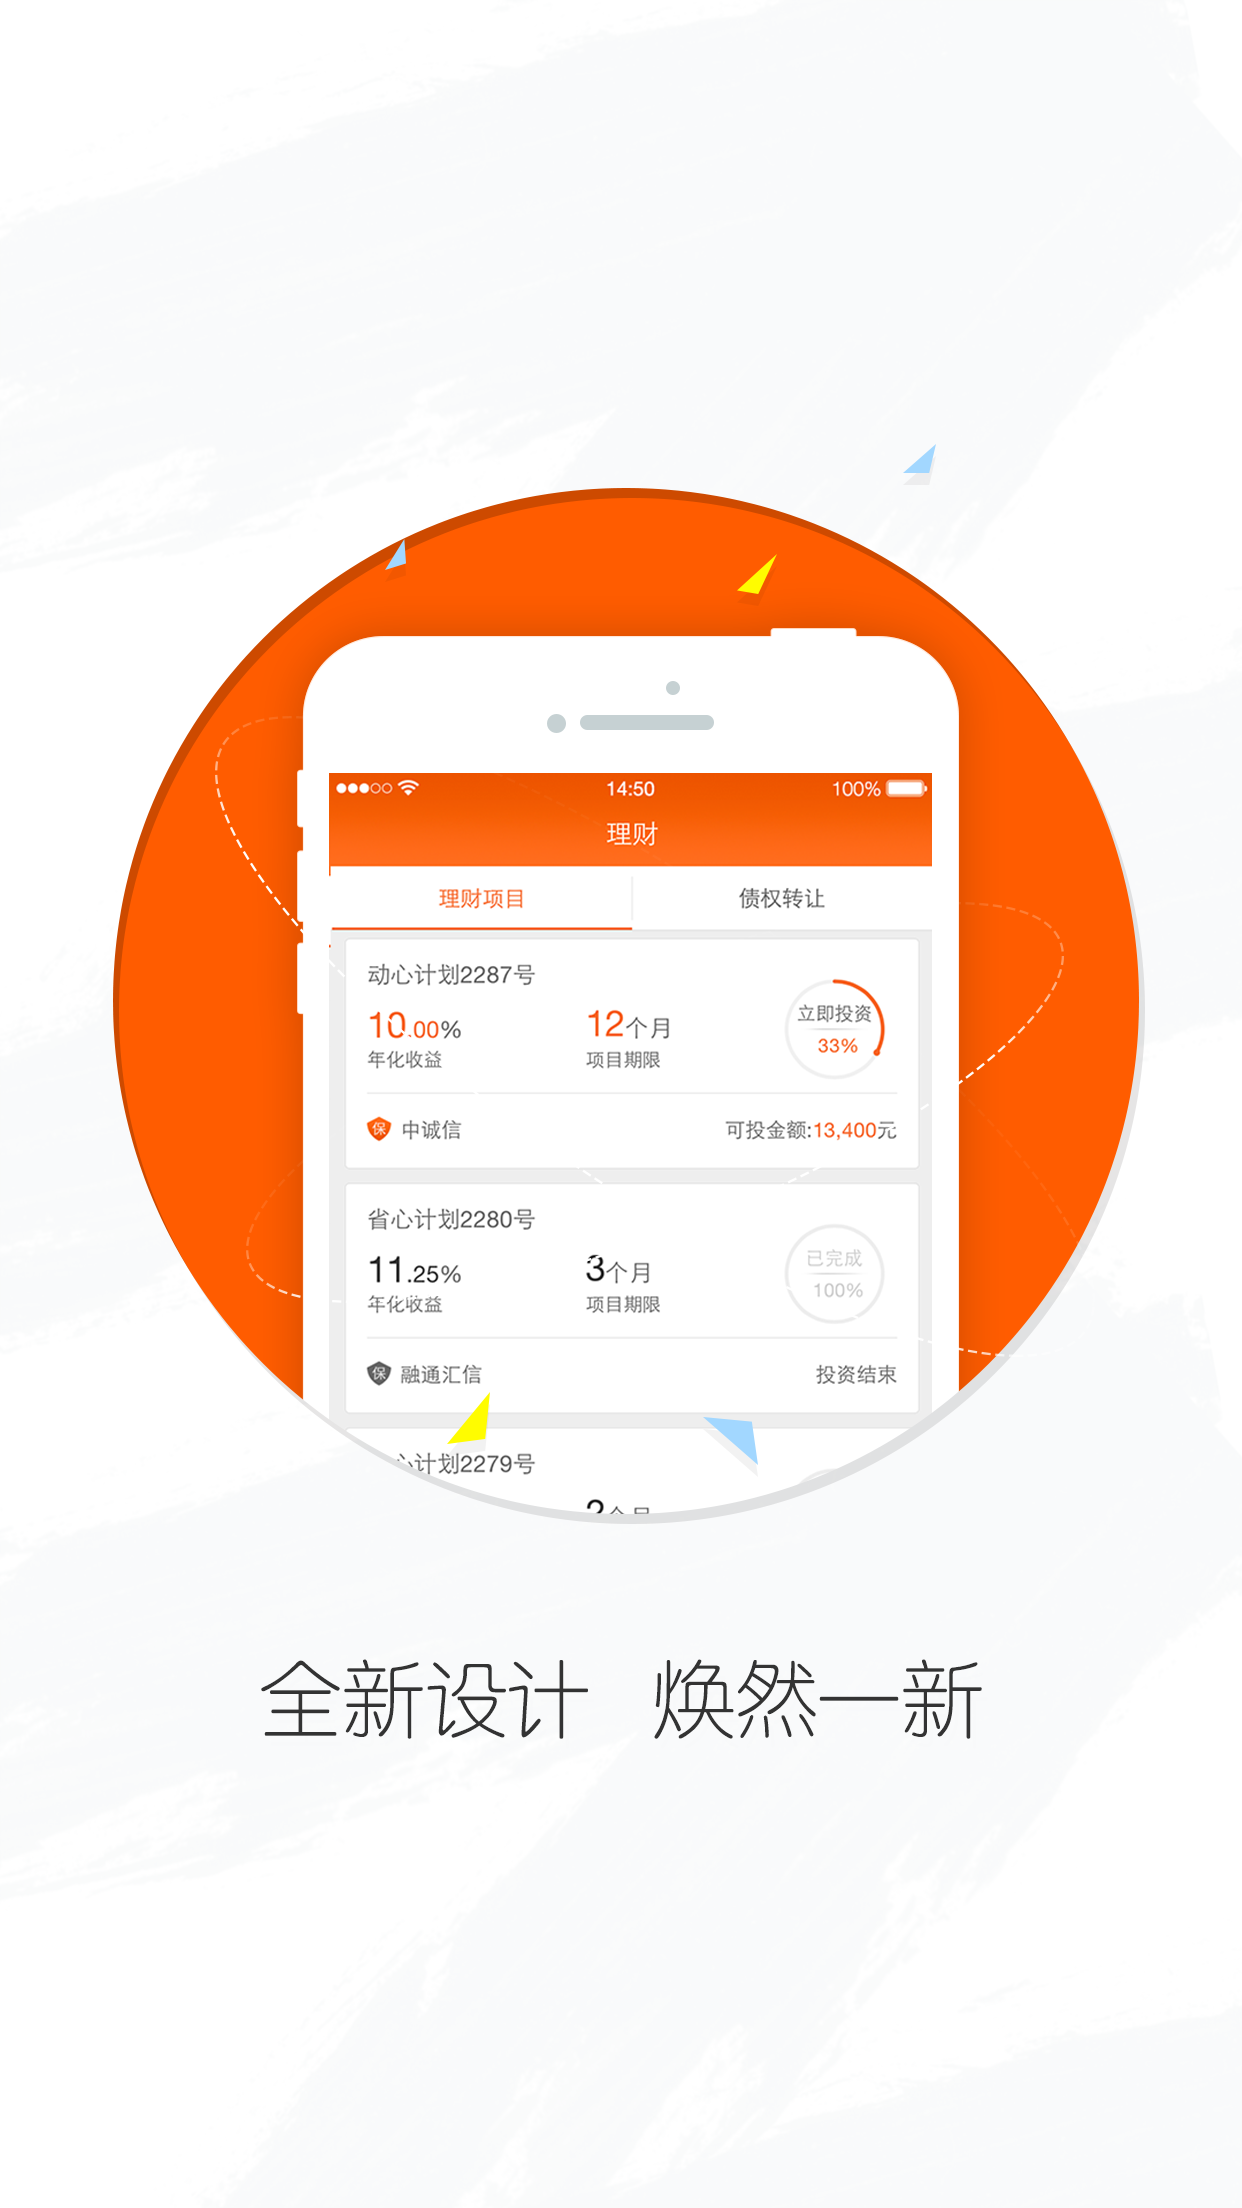 14:50 100%
理财
理财项目 债权转让
动心计划2287号
10.00% 12个月 立即投资
年化收益 项目期限 33%
保 中诚信 可投金额:13,400元
省心计划2280号
11.25% 3个月 已完成
年化收益 项目期限 100%
保 融通汇信 投资结束
心计划2279号
全新设计 焕然一新